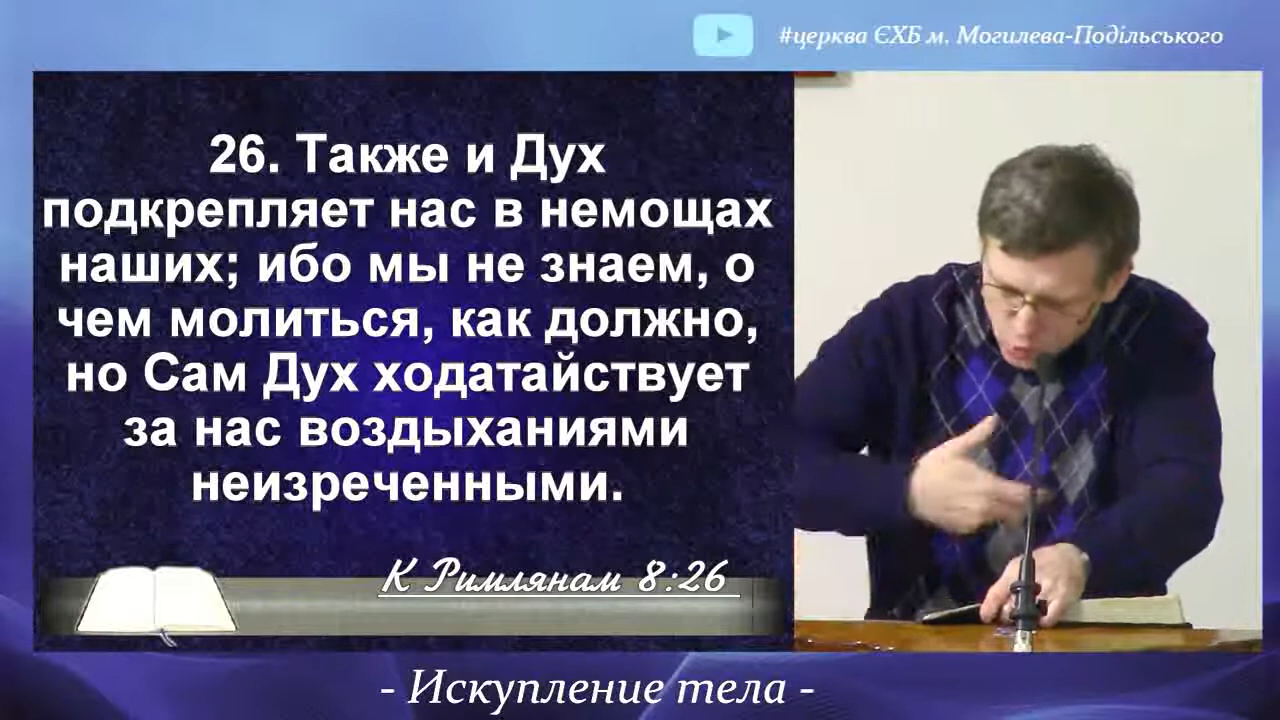 #церква ЄХБ м. Могилева-Подільського
26. Также и Дух
подкрепляет нас в немощах
наших; ибо мы не знаем, о
чем молиться, как должно,
но Сам Дух ходатайствует
за нас воздыханиями
неизреченными.
К Римлянам 8:26
- Искупление тела -